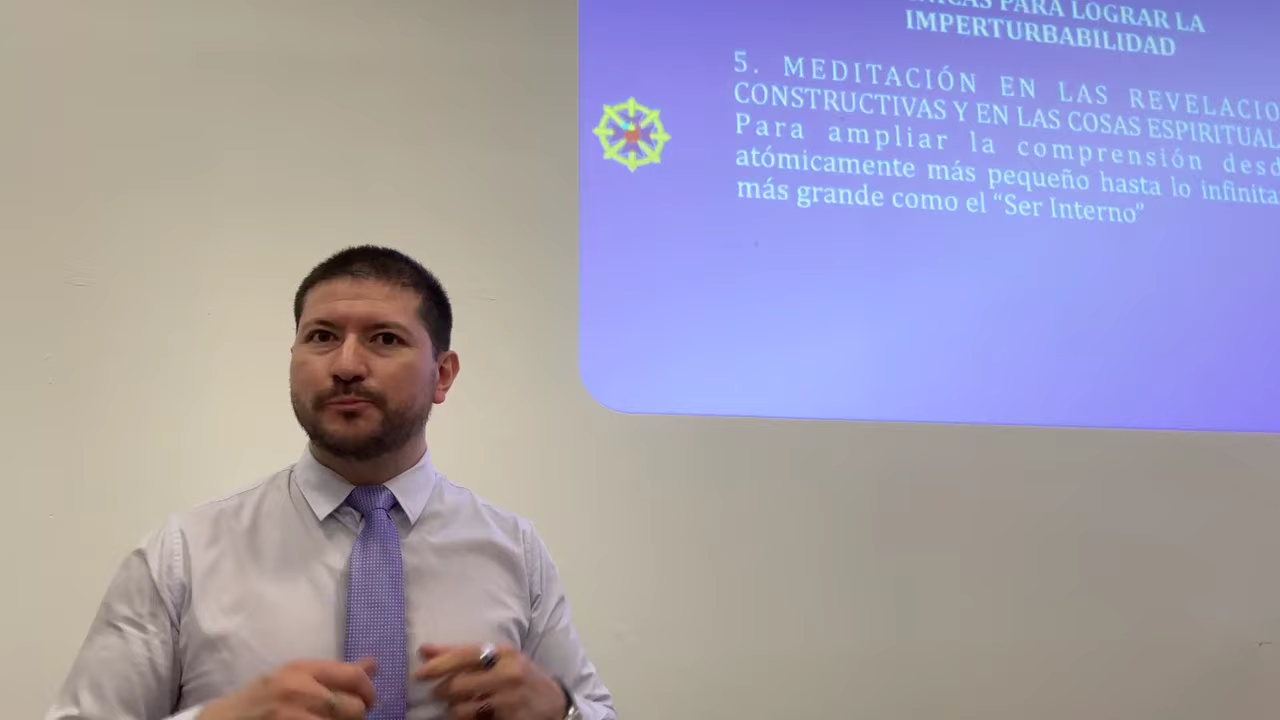 PARA LOGRAR LA
IMPERTURBABILIDAD
5. MEDITACIÓN EN LAS
CONSTRUCTIVAS Y EN LAS COSAS
Para ampliar la comprensión
atómicamente más pequeño hasta lo
más grande como el “Ser Interno”